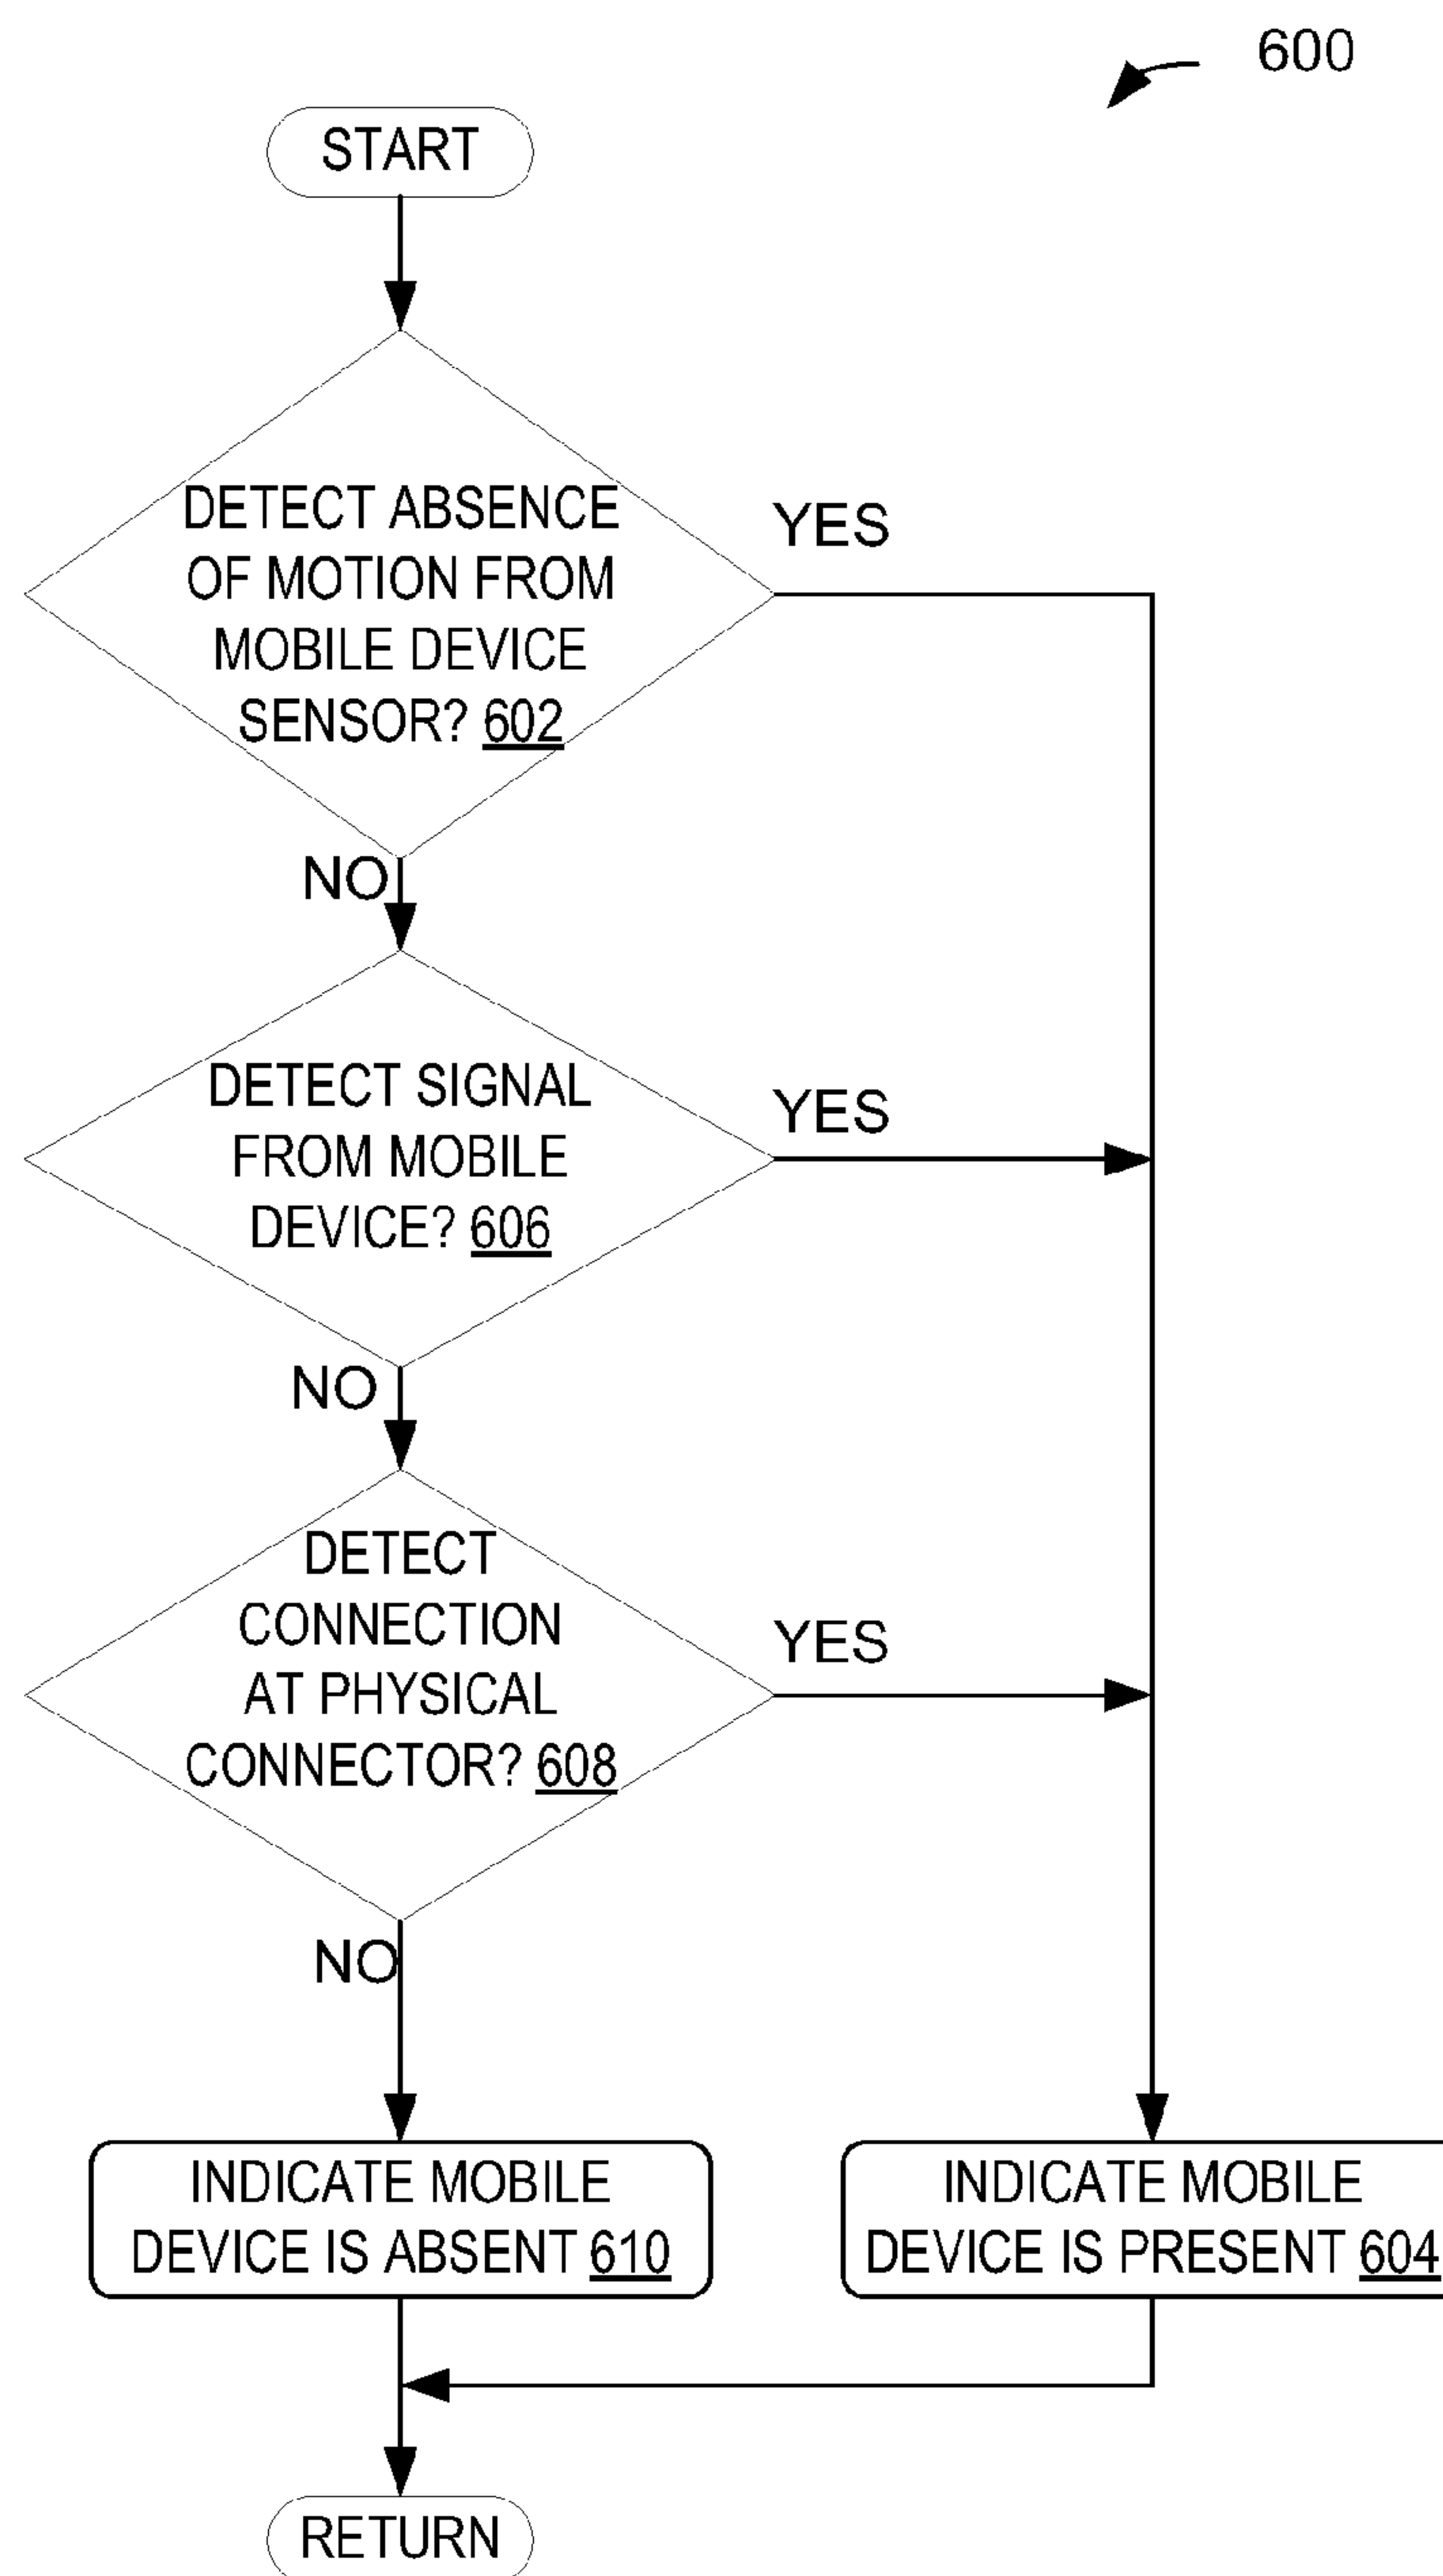 600
START
DETECT ABSENCE
OF MOTION FROM
MOBILE DEVICE
SENSOR? 602
YES
NO
DETECT SIGNAL
FROM MOBILE
DEVICE? 606
YES
NO
DETECT
CONNECTION
AT PHYSICAL
CONNECTOR? 608
YES
NO
INDICATE MOBILE
DEVICE IS ABSENT 610
INDICATE MOBILE
DEVICE IS PRESENT 604
RETURN